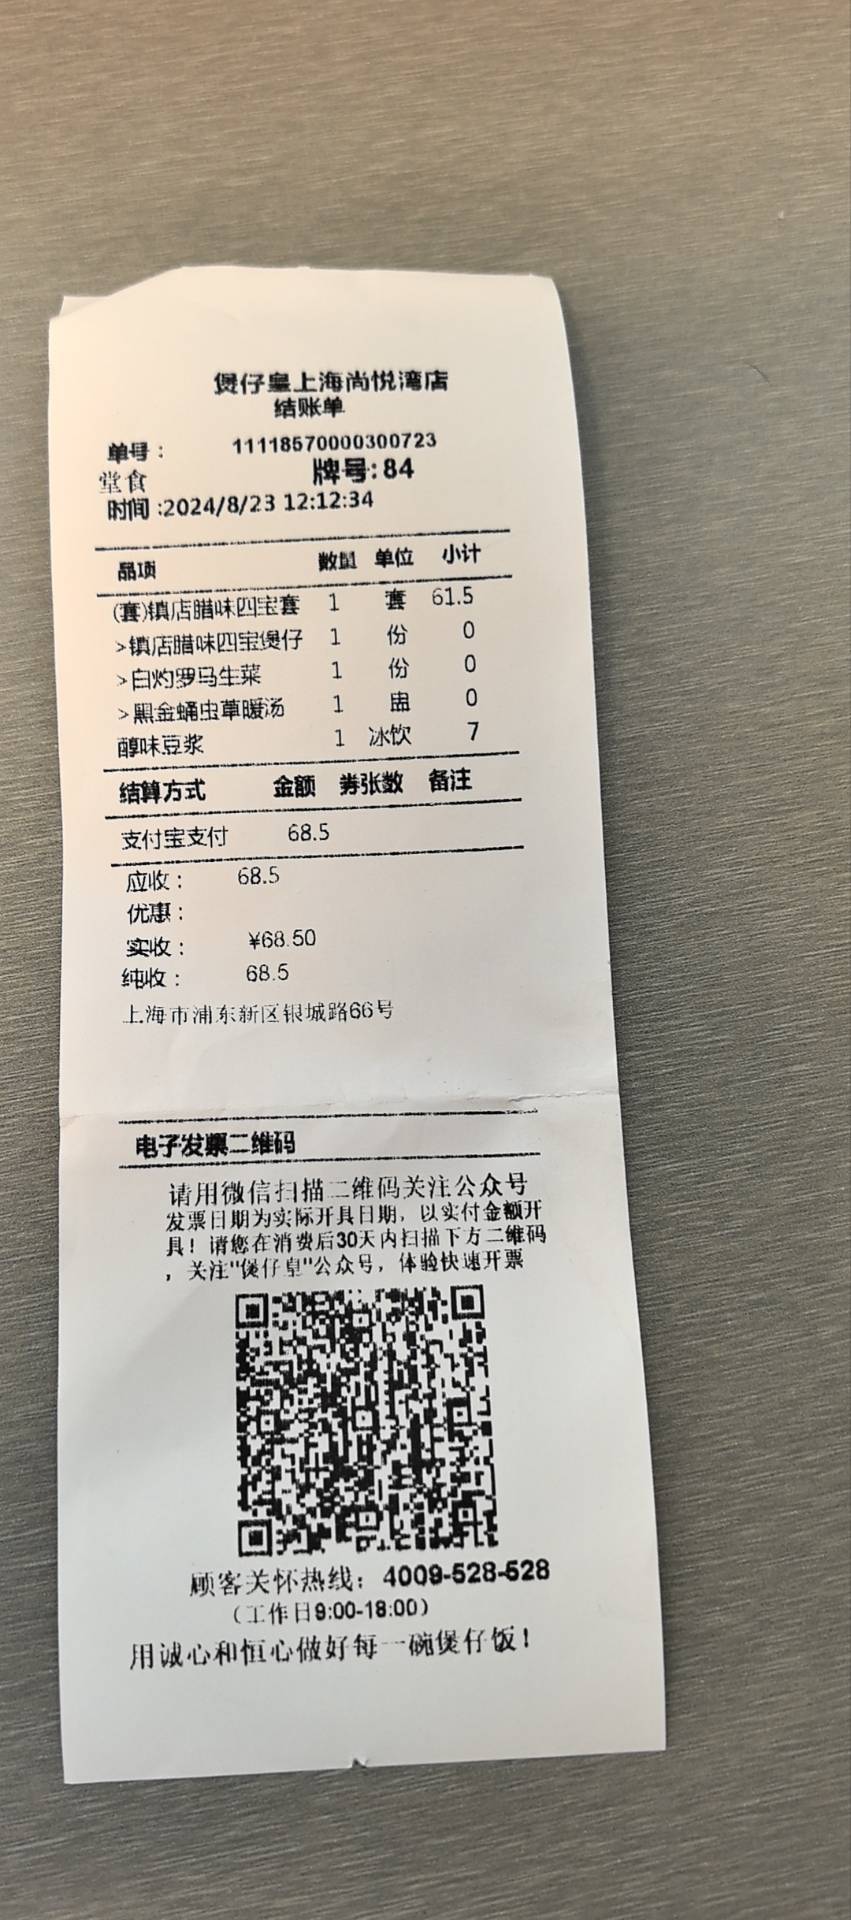 煲仔皇上海尚悦湾店
结账单
单号： 11118570000300723
堂食 牌号:84
时间:2024/8/23 12:12:34
品项 数量 单位 小计
(套)镇店腊味四宝套 1 套 61.5
>镇店腊味四宝煲仔 1 份 0
>白灼罗马生菜 1 份 0
>黑金蛹虫草暖汤 1 盅 0
醇味豆浆 1 冰饮 7
结算方式 金额 券张数 备注
支付宝支付 68.5
应收： 68.5
优惠：
实收： ¥68.50
纯收： 68.5
上海市浦东新区银城路66号
电子发票二维码
请用微信扫描二维码关注公众号
发票日期为实际开具日期，以实付金额开
具！请您在消费后30天内扫描下方二维码
，关注"煲仔皇"公众号，体验快速开票
顾客关怀热线：4009-528-528
（工作日9:00-18:00）
用诚心和恒心做好每一碗煲仔饭！